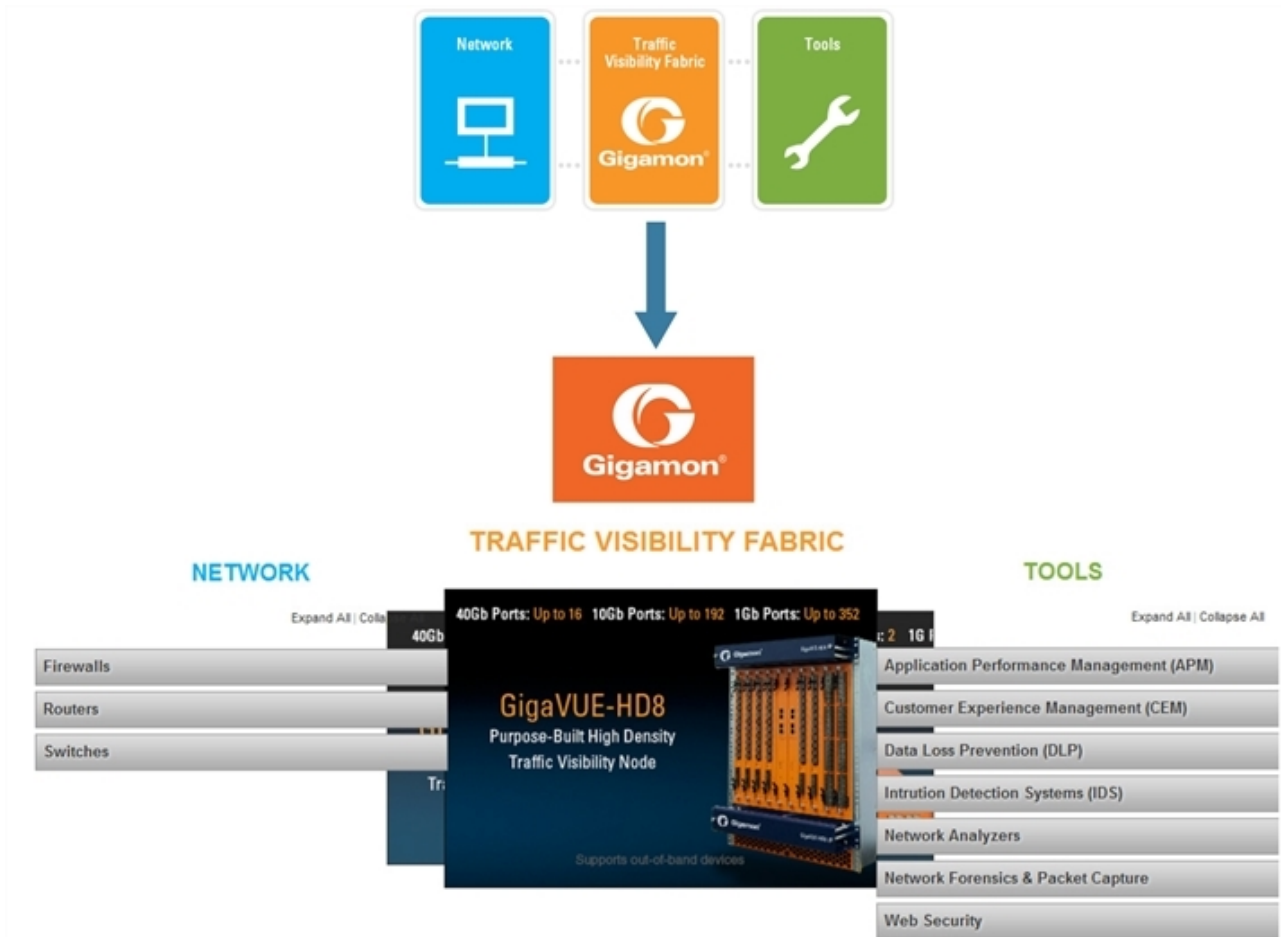 Network
Traffic
Visibility Fabric
Gigamon®
Tools
Gigamon®
TRAFFIC VISIBILITY FABRIC
NETWORK
TOOLS
Expand All | Colla
Expand All | Collapse All
40Gb Ports: Up to 16 10Gb Ports: Up to 192 1Gb Ports: Up to 352
40Gb
: 2 1G
Firewalls
Routers
Switches
GigaVUE-HD8
Purpose-Built High Density
Traffic Visibility Node
Tra
Gigamon
Gigamon
Supports out-of-band devices
Application Performance Management (APM)
Customer Experience Management (CEM)
Data Loss Prevention (DLP)
Intrution Detection Systems (IDS)
Network Analyzers
Network Forensics & Packet Capture
Web Security